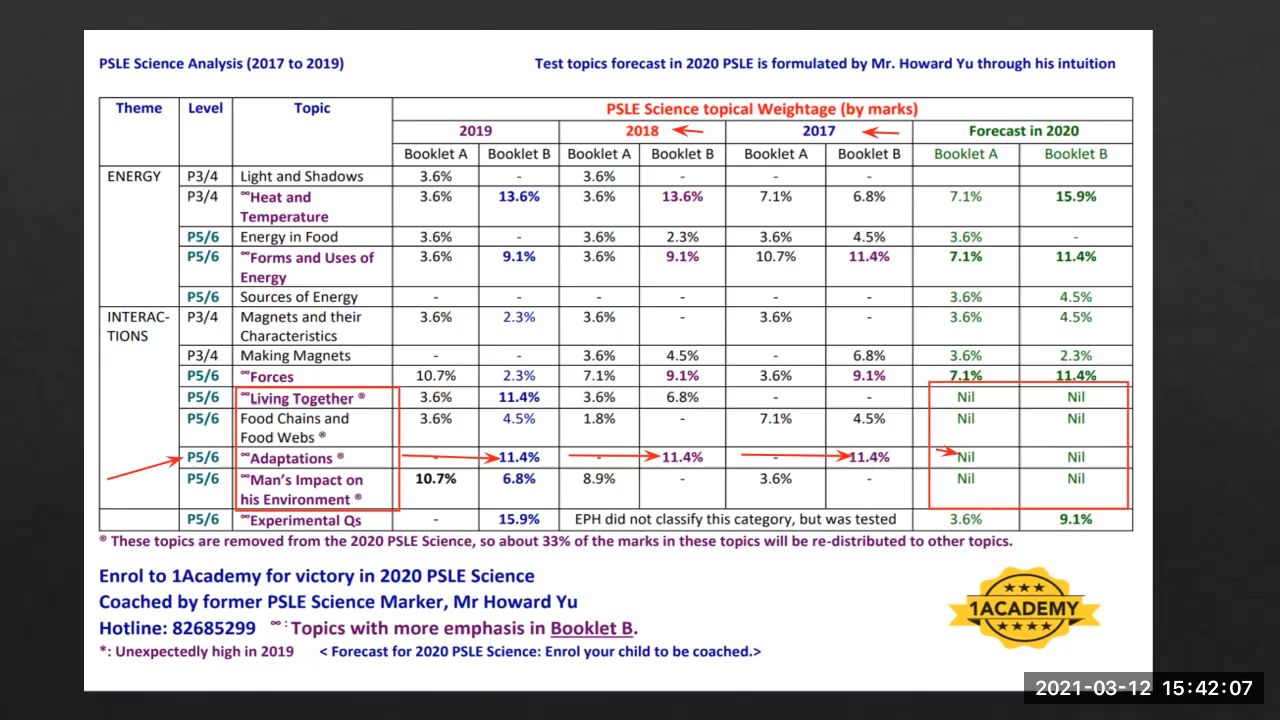 PSLE Science Analysis (2017 to 2019) Test topics forecast in 2020 PSLE is formulated by Mr. Howard Yu through his intuition
Theme Level Topic PSLE Science topical Weightage (by marks)
2019 2018 2017 Forecast in 2020
Booklet A Booklet B Booklet A Booklet B Booklet A Booklet B Booklet A Booklet B
ENERGY P3/4 Light and Shadows 3.6% - 3.6% - - -
P3/4 ∞Heat and 3.6% 13.6% 3.6% 13.6% 7.1% 6.8% 7.1% 15.9%
Temperature
P5/6 Energy in Food 3.6% - 3.6% 2.3% 3.6% 4.5% 3.6% -
P5/6 ∞Forms and Uses of 3.6% 9.1% 3.6% 9.1% 10.7% 11.4% 7.1% 11.4%
Energy
P5/6 Sources of Energy - - - - - - 3.6% 4.5%
INTERAC- P3/4 Magnets and their 3.6% 2.3% 3.6% - 3.6% - 3.6% 4.5%
TIONS Characteristics
P3/4 Making Magnets - - 3.6% 4.5% - 6.8% 3.6% 2.3%
P5/6 ∞Forces 10.7% 2.3% 7.1% 9.1% 3.6% 9.1% 7.1% 11.4%
P5/6 ∞Living Together ® 3.6% 11.4% 3.6% 6.8% - - Nil Nil
P5/6 Food Chains and 3.6% 4.5% 1.8% - 7.1% 4.5% Nil Nil
Food Webs ®
P5/6 ∞Adaptations ® - 11.4% - 11.4% - 11.4% Nil Nil
P5/6 ∞Man's Impact on 10.7% 6.8% 8.9% - 3.6% - Nil Nil
his Environment ®
P5/6 ∞Experimental Qs - 15.9% EPH did not classify this category, but was tested 3.6% 9.1%
® These topics are removed from the 2020 PSLE Science, so about 33% of the marks in these topics will be re-distributed to other topics.
Enrol to 1Academy for victory in 2020 PSLE Science
Coached by former PSLE Science Marker, Mr Howard Yu
1ACADEMY
Hotline: 82685299 ∞ : Topics with more emphasis in Booklet B.
*: Unexpectedly high in 2019 < Forecast for 2020 PSLE Science: Enrol your child to be coached.>
2021-03-12 15:42:07